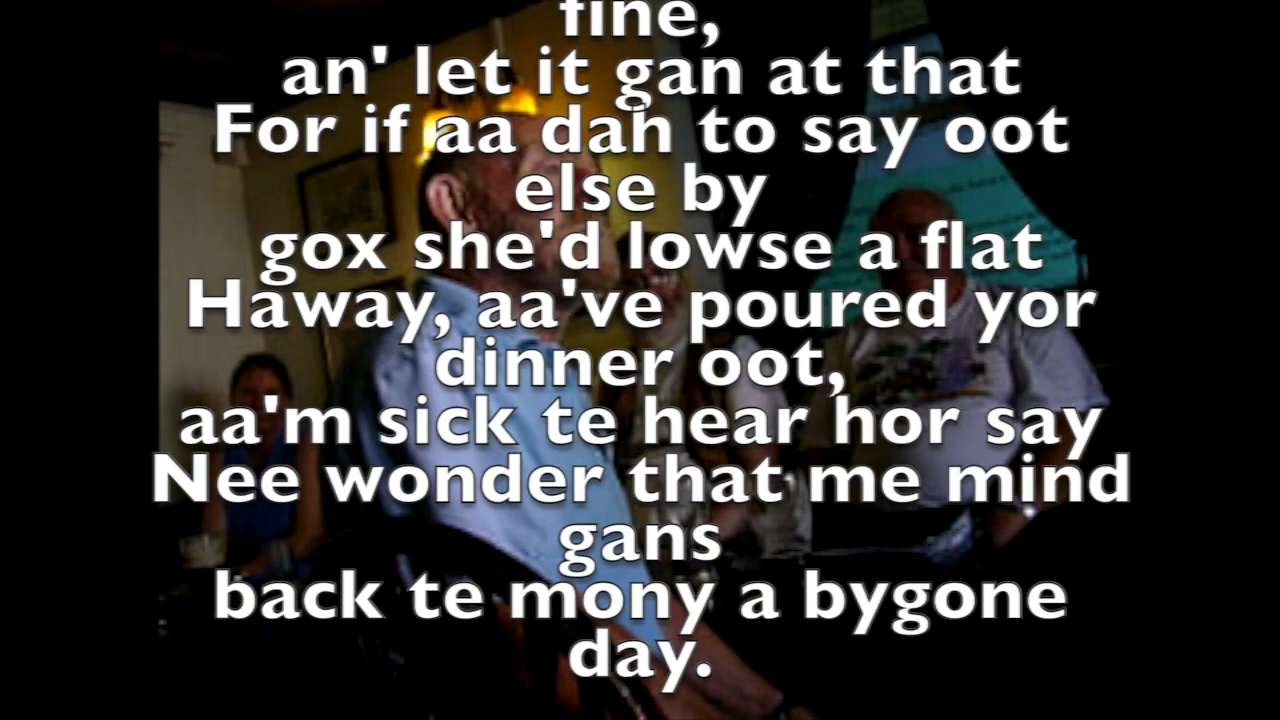 fine,
an' let it gan at that
For if aa dah to say oot
else by
gox she'd lowse a flat
Haway, aa've poured yor
dinner oot,
aa'm sick te hear hor say
Nee wonder that me mind
gans
back te mony a bygone
day.